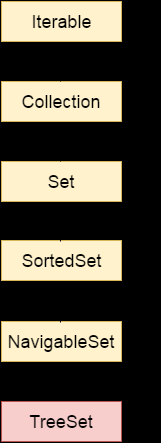 Iterable
Collection
Set
SortedSet
NavigableSet
TreeSet